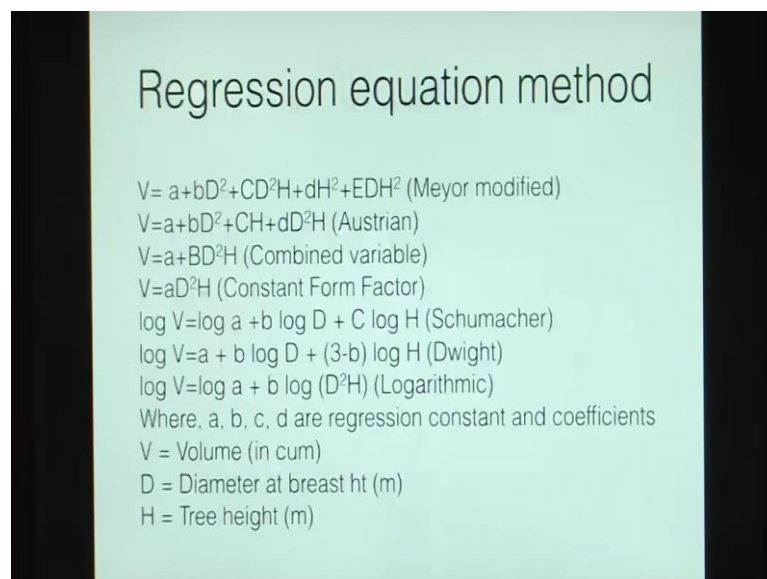 Regression equation method
V= a+bD²+CD²H+dH²+EDH² (Meyor modified)
V=a+bD²+CH+dD²H (Austrian)
V=a+BD²H (Combined variable)
V=aD²H (Constant Form Factor)
log V=log a +b log D + C log H (Schumacher)
log V=a + b log D + (3-b) log H (Dwight)
log V=log a + b log (D²H) (Logarithmic)
Where, a, b, c, d are regression constant and coefficients
V = Volume (in cum)
D = Diameter at breast ht (m)
H = Tree height (m)